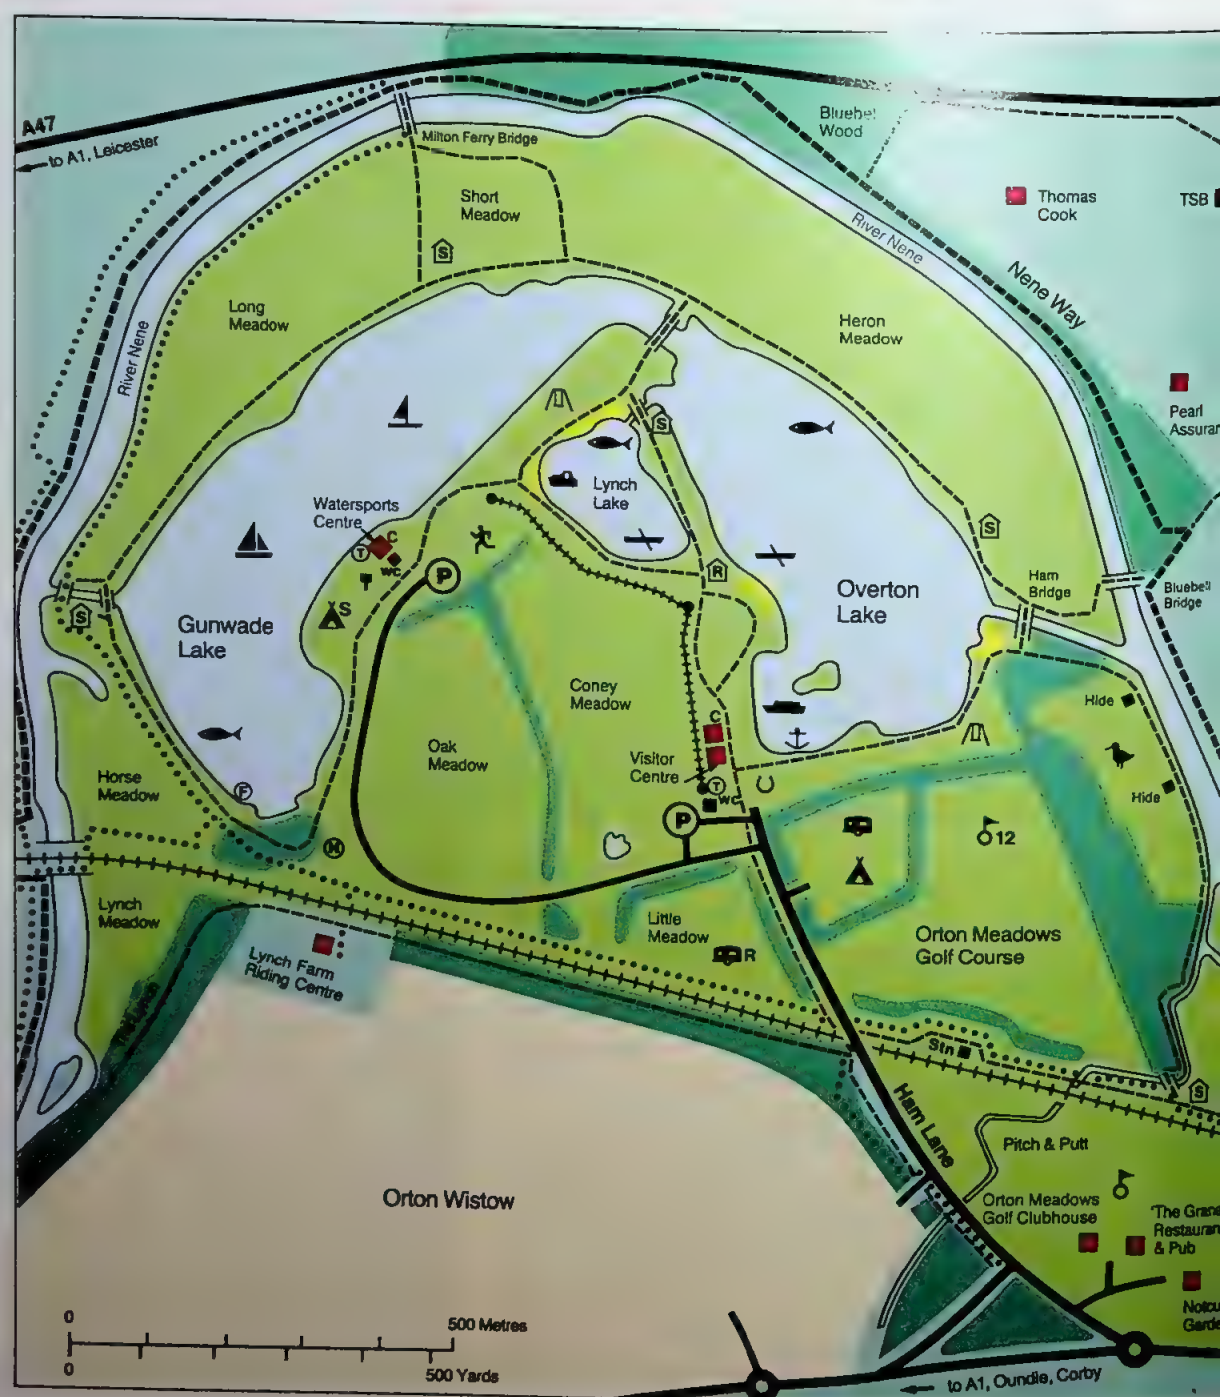 A47
to A1, Leicester
Milton Ferry Bridge
Bluebell
Wood
Short
Meadow
S
Thomas
Cook
TSB
River Nene
Nene Way
Long
Meadow
Heron
Meadow
River Nene
Pearl
Assuran
S
Lynch
Lake
Watersports
Centre
C
T
WC
P
S
R
Ham
Bridge
Bluebell
Bridge
Overton
Lake
S
S
Gunwade
Lake
Coney
Meadow
Hide
C
Oak
Meadow
Visitor
Centre
T
WC
Horse
Meadow
F
Hide
P
12
Lynch
Meadow
Little
Meadow
R
Orton Meadows
Golf Course
Lynch Farm
Riding Centre
Stn
S
Ham Lane
Pitch & Putt
Orton Wistow
Orton Meadows
Golf Clubhouse
'The Gran
Restauran
& Pub
Notcu
Garde
0
500 Metres
0
500 Yards
to A1, Oundle, Corby